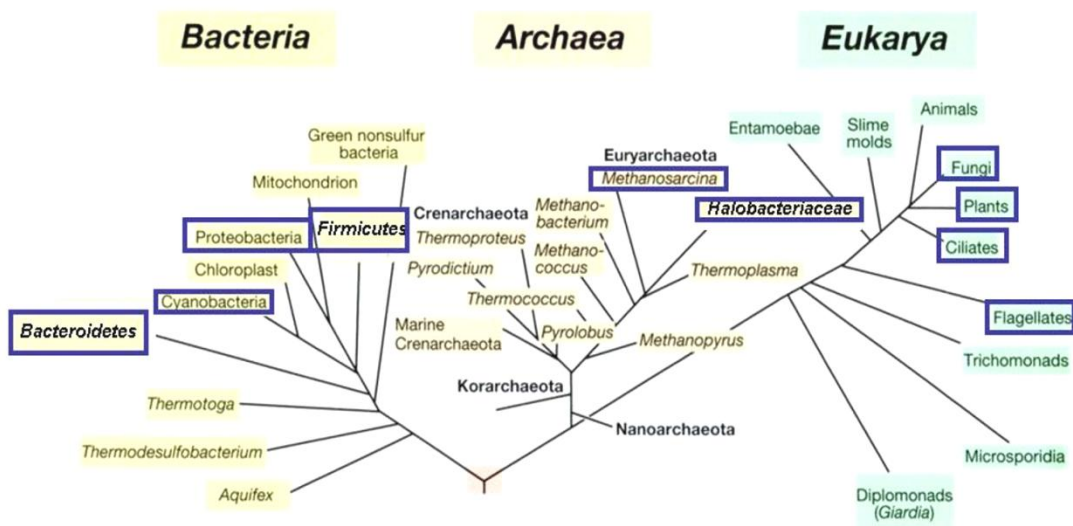 Bacteria
Archaea
Eukarya
Green nonsulfur
bacteria
Mitochondrion
Proteobacteria
Firmicutes
Chloroplast
Cyanobacteria
Bacteroidetes
Thermotoga
Thermodesulfobacterium
Aquifex
Euryarchaeota
Methanosarcina
Halobacteriaceae
Crenarchaeota
Methano-
bacterium
Thermoproteus
Methano-
coccus
Pyrodictium
Thermoplasma
Thermococcus
Marine
Crenarchaeota
Pyrolobus
Methanopyrus
Korarchaeota
Nanoarchaeota
Entamoebae
Slime
molds
Animals
Fungi
Plants
Ciliates
Flagellates
Trichomonads
Microsporidia
Diplomonads
(Giardia)